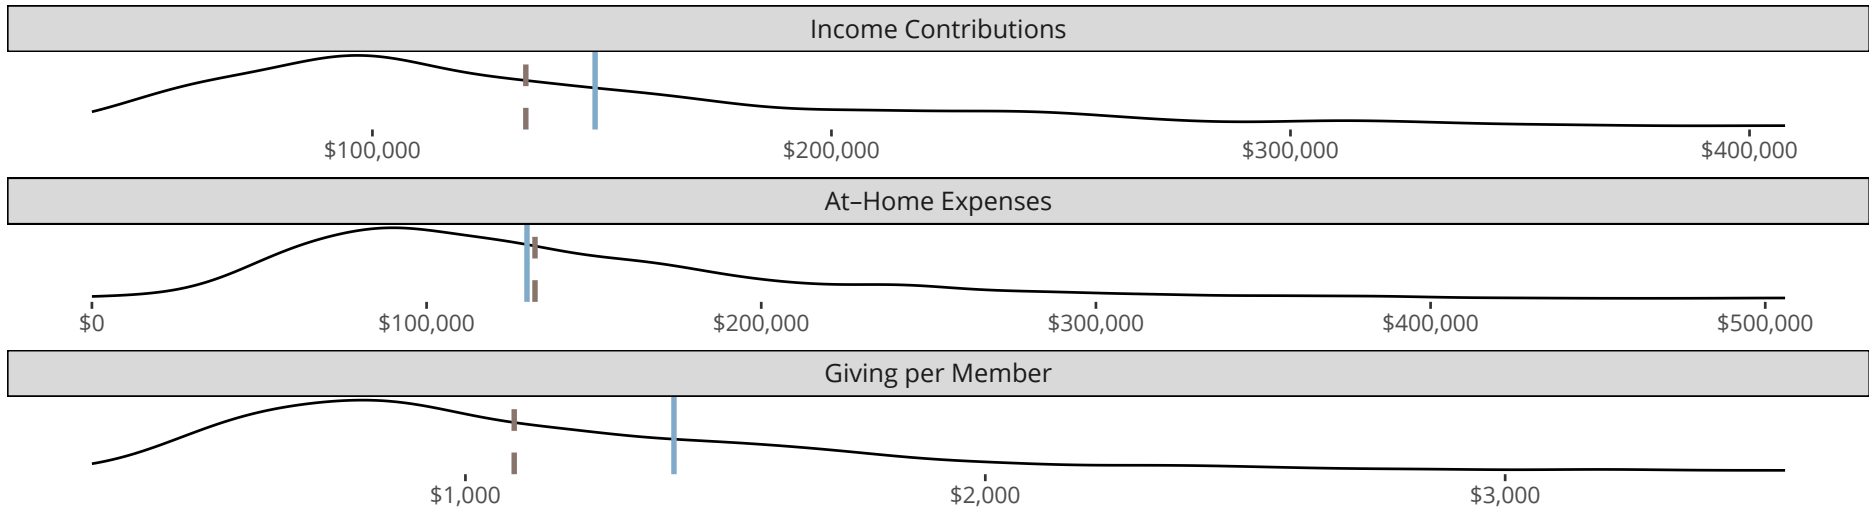 Income Contributions
$100,000 $200,000 $300,000 $400,000
At–Home Expenses
$0 $100,000 $200,000 $300,000 $400,000 $500,000
Giving per Member
$1,000 $2,000 $3,000